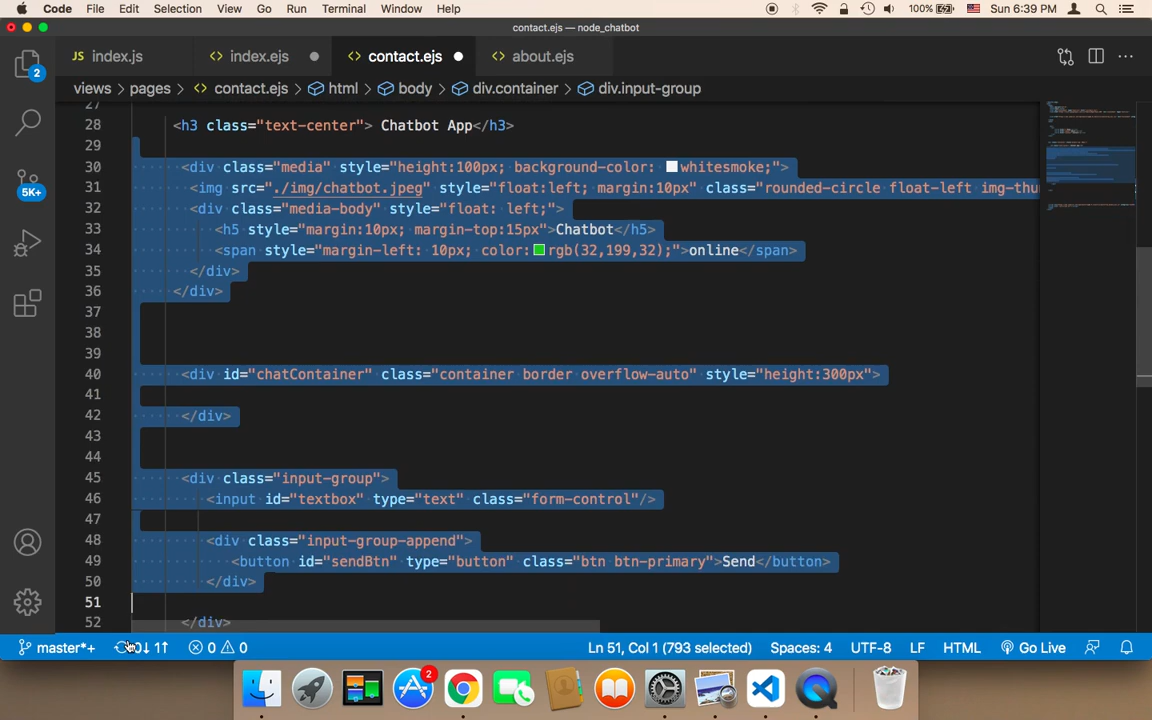 Code File Edit Selection View Go Run Terminal Window Help 100% Sun 6:39 PM
contact.ejs — node_chatbot
JS index.js <> index.ejs <> contact.ejs <> about.ejs
views > pages > <> contact.ejs > html > body > div.container > div.input-group
2
5K+
27
28 <h3 class="text-center"> Chatbot App</h3>
29
30 <div class="media" style="height:100px; background-color: whitesmoke;">
31 <img src="./img/chatbot.jpeg" style="float:left; margin:10px" class="rounded-circle float-left img-thu
32 <div class="media-body" style="float: left;">
33 <h5 style="margin:10px; margin-top:15px">Chatbot</h5>
34 <span style="margin-left: 10px; color: rgb(32,199,32);">online</span>
35 </div>
36 </div>
37
38
39
40 <div id="chatContainer" class="container border overflow-auto" style="height:300px">
41
42 </div>
43
44
45 <div class="input-group">
46 <input id="textbox" type="text" class="form-control"/>
47
48 <div class="input-group-append">
49 <button id="sendBtn" type="button" class="btn btn-primary">Send</button>
50 </div>
51
52 </div>
master*+ 0↓ 1↑ 0 0 Ln 51, Col 1 (793 selected) Spaces: 4 UTF-8 LF HTML Go Live
2